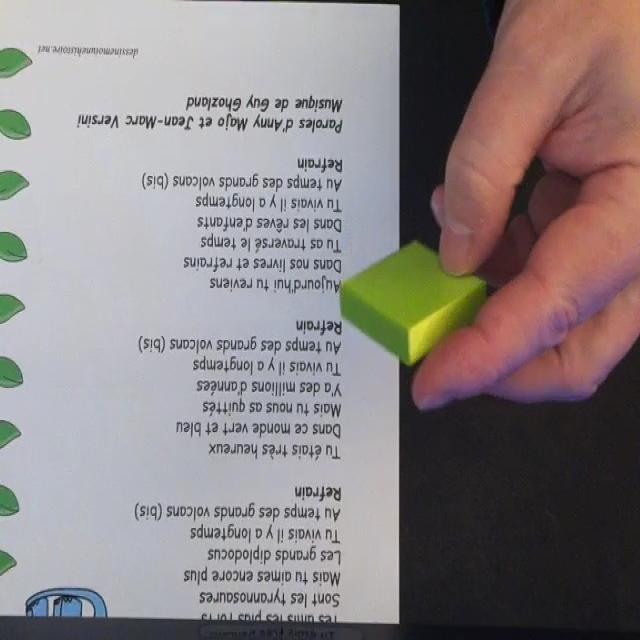 Sont les tyrannosaures
Mais tu aimes encore plus
Les grands diplodocus
Tu vivais il y a longtemps
Au temps des grands volcans (bis)
Refrain
Tu étais très heureux
Dans ce monde vert et bleu
Mais tu nous as quittés
Y'a des millions d'années
Tu vivais il y a longtemps
Au temps des grands volcans (bis)
Refrain
Aujourd'hui tu reviens
Dans nos livres et refrains
Tu as traversé le temps
Dans les rêves d'enfants
Tu vivais il y a longtemps
Au temps des grands volcans (bis)
Refrain
Paroles d'Anny Majo et Jean-Marc Versini
Musique de Guy Ghozland
dessinemoiunehistoire.net